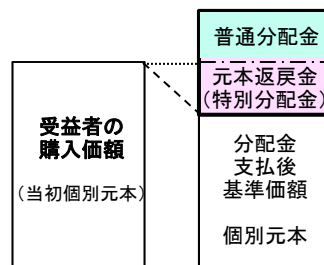 普通分配金
元本返戻金
(特別分配金)
受益者の
購入価額
(当初個別元本)
分配金
支払後
基準価額
個別元本